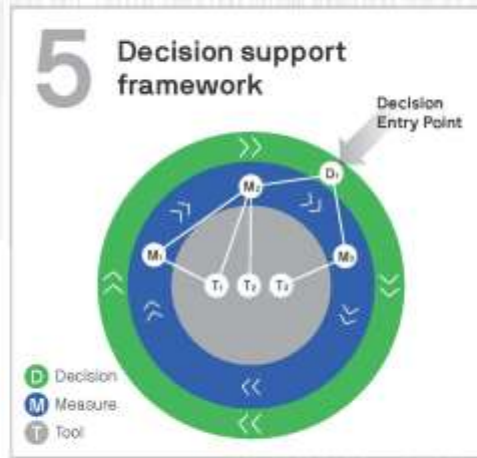 5
Decision support
framework
Decision
Entry Point
D₁
M₂
M₁
M₃
T₁ T₂ T₃
D Decision
M Measure
T Tool